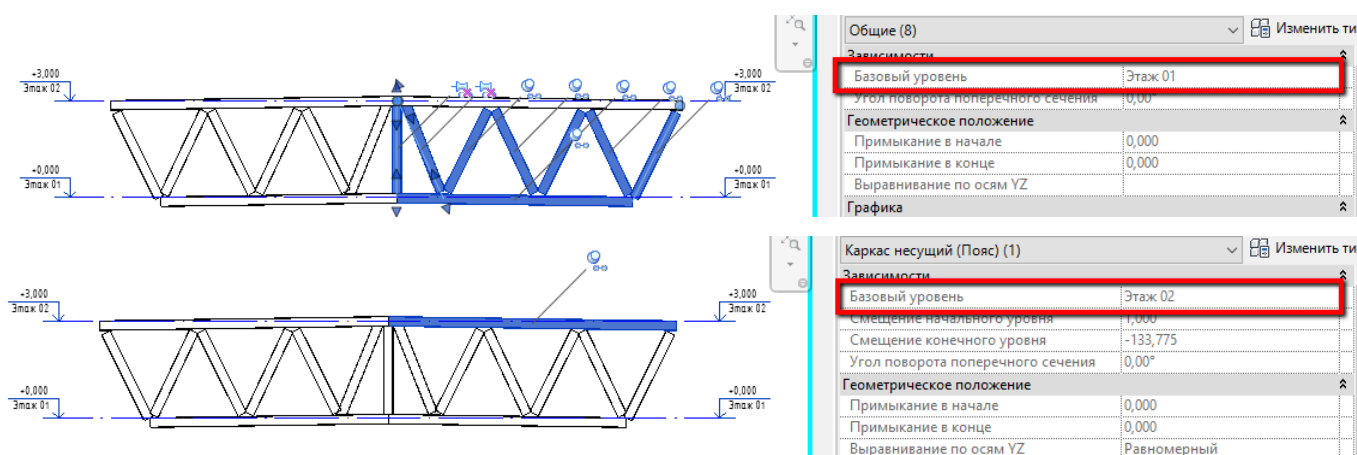 Общие (8)
Изменить ти
Зависимости
Базовый уровень Этаж 01
Угол поворота поперечного сечения 0,00°
Геометрическое положение
Примыкание в начале 0,000
Примыкание в конце 0,000
Выравнивание по осям YZ
Графика
+3,000
Этаж 02
+3,000
Этаж 02
+0,000
Этаж 01
+0,000
Этаж 01
Каркас несущий (Пояс) (1)
Изменить ти
Зависимости
Базовый уровень Этаж 02
Смещение начального уровня 1,000
Смещение конечного уровня -133,775
Угол поворота поперечного сечения 0,00°
Геометрическое положение
Примыкание в начале 0,000
Примыкание в конце 0,000
Выравнивание по осям YZ Равномерный
+3,000
Этаж 02
+3,000
Этаж 02
+0,000
Этаж 01
+0,000
Этаж 01